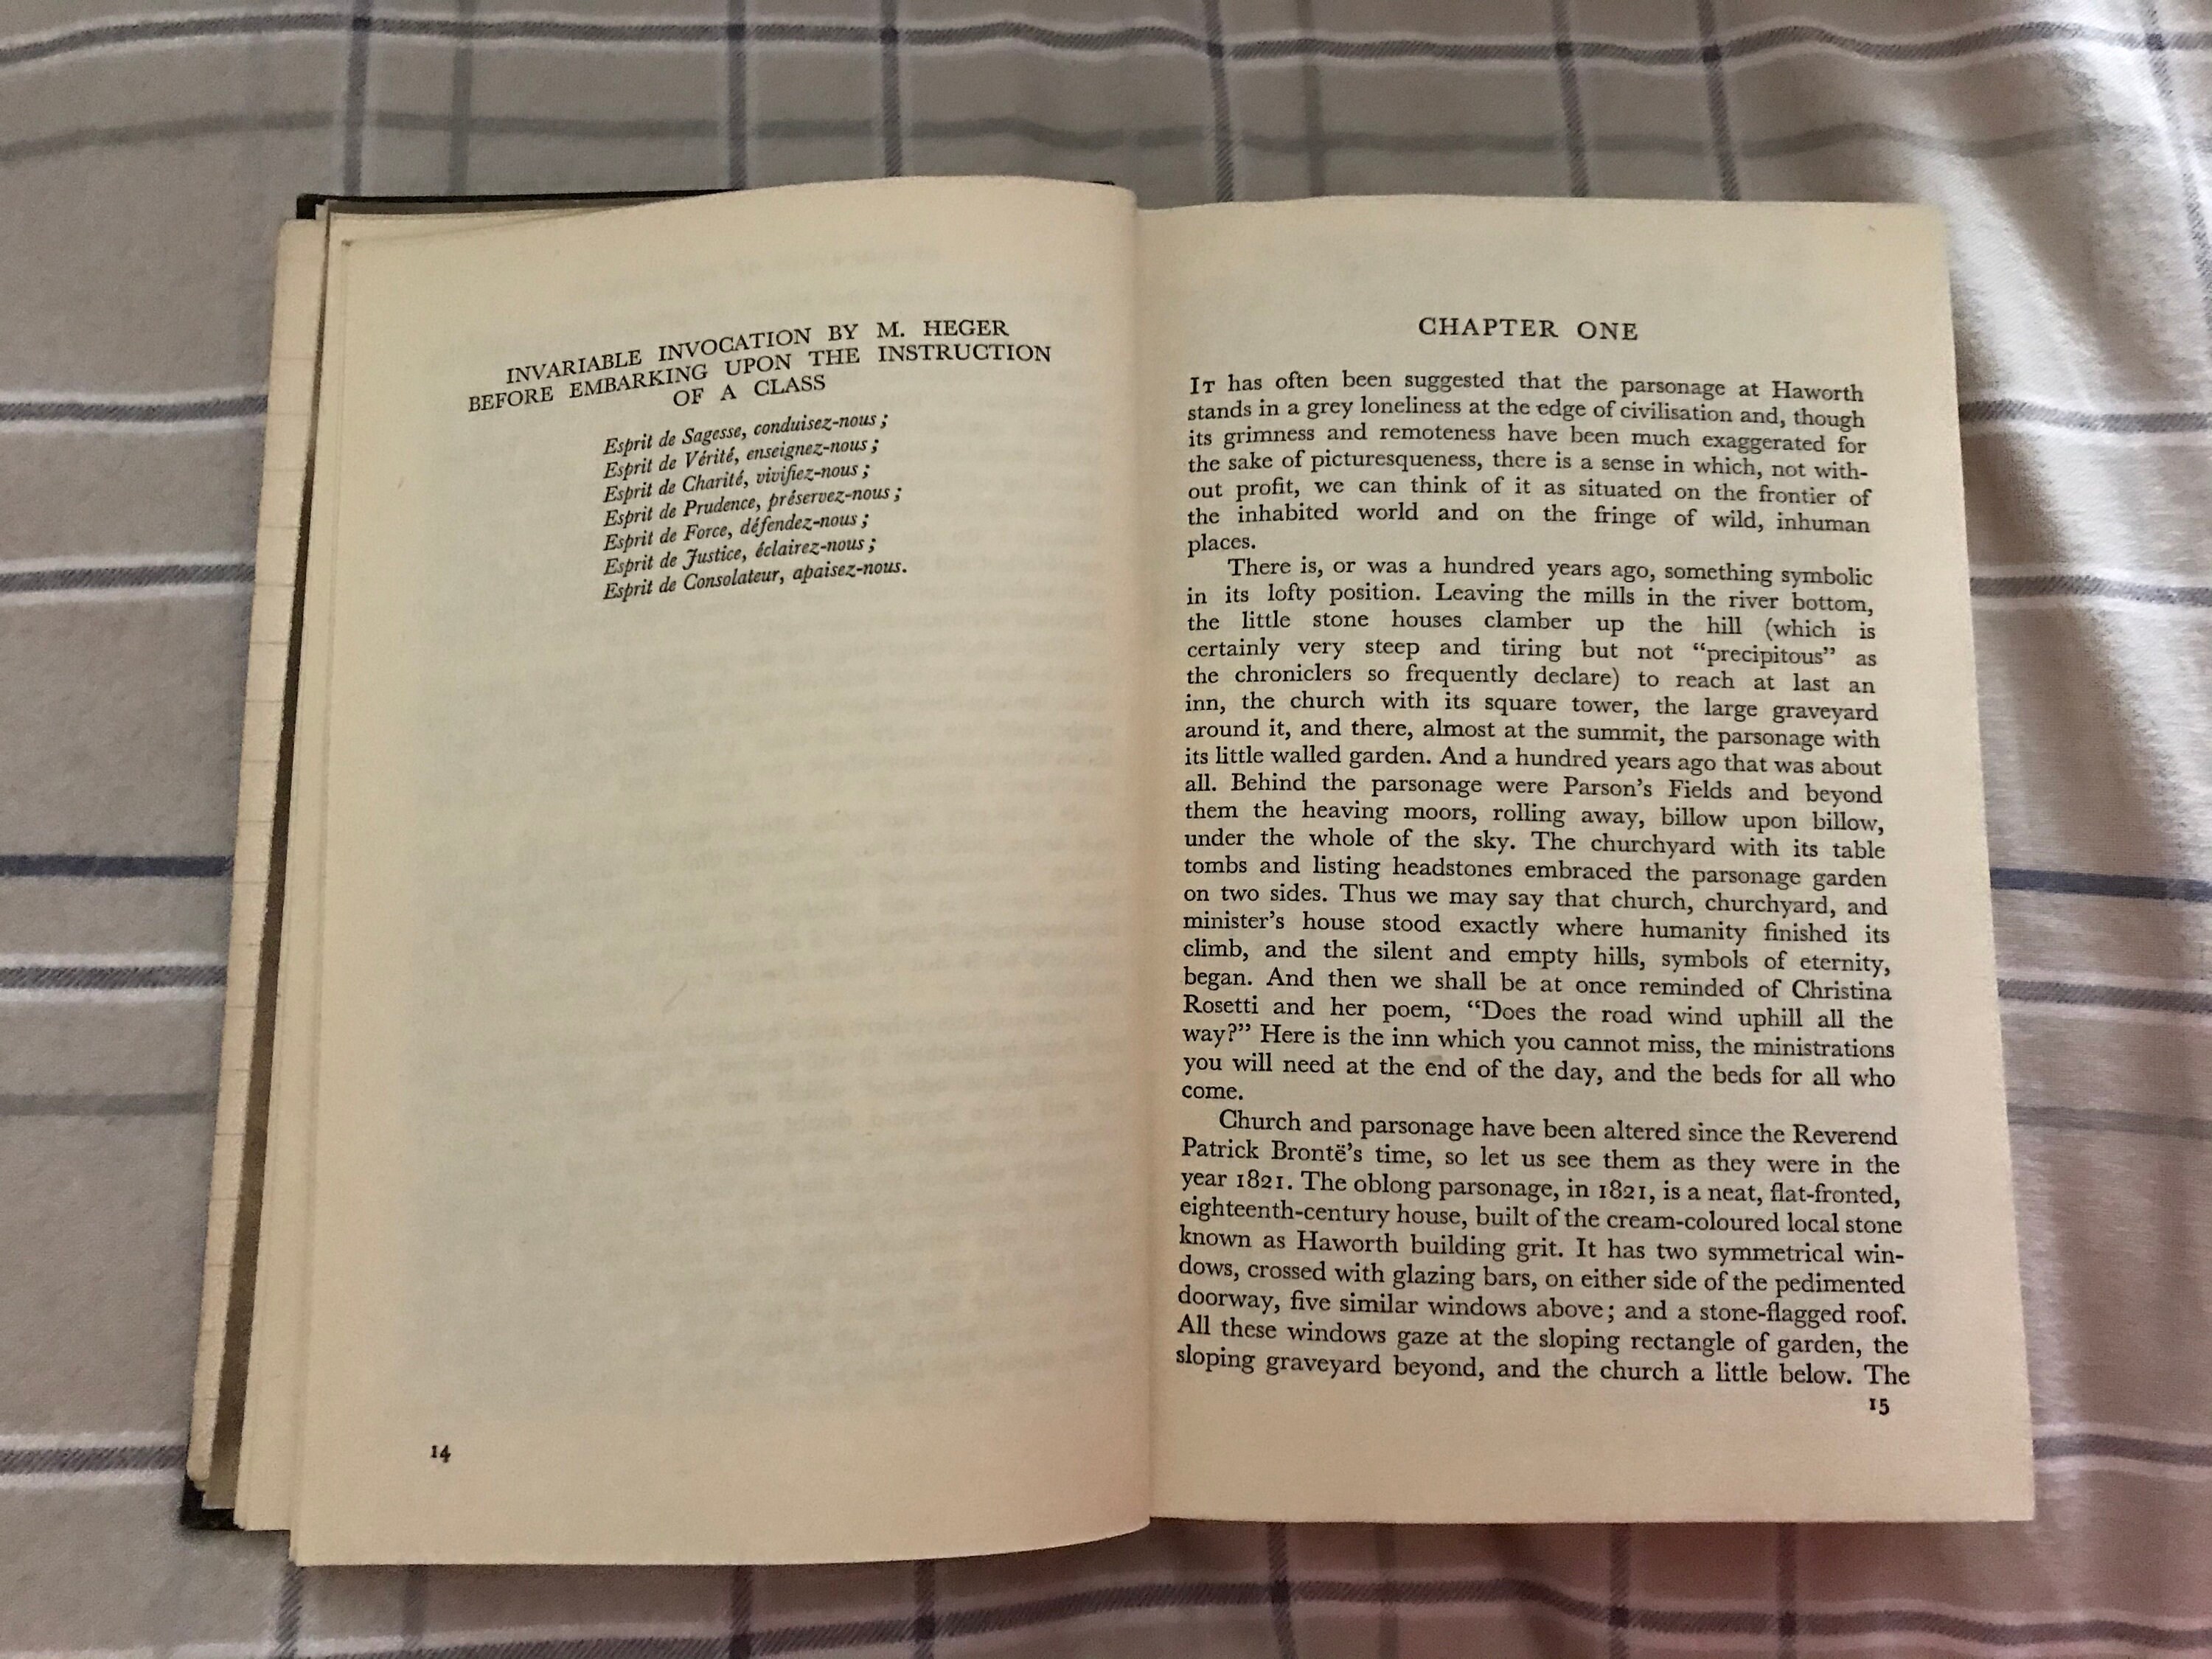 INVARIABLE INVOCATION BY M. HEGER
BEFORE EMBARKING UPON THE INSTRUCTION
OF A CLASS
Esprit de Sagesse, conduisez-nous ;
Esprit de Vérité, enseignez-nous ;
Esprit de Charité, vivifiez-nous ;
Esprit de Prudence, préservez-nous ;
Esprit de Force, défendez-nous ;
Esprit de Justice, éclairez-nous ;
Esprit de Consolateur, apaisez-nous.
14
CHAPTER ONE
IT has often been suggested that the parsonage at Haworth
stands in a grey loneliness at the edge of civilisation and, though
its grimness and remoteness have been much exaggerated for
the sake of picturesqueness, there is a sense in which, not with-
out profit, we can think of it as situated on the frontier of
the inhabited world and on the fringe of wild, inhuman
places.
There is, or was a hundred years ago, something symbolic
in its lofty position. Leaving the mills in the river bottom,
the little stone houses clamber up the hill (which is
certainly very steep and tiring but not “precipitous” as
the chroniclers so frequently declare) to reach at last an
inn, the church with its square tower, the large graveyard
around it, and there, almost at the summit, the parsonage with
its little walled garden. And a hundred years ago that was about
all. Behind the parsonage were Parson’s Fields and beyond
them the heaving moors, rolling away, billow upon billow,
under the whole of the sky. The churchyard with its table
tombs and listing headstones embraced the parsonage garden
on two sides. Thus we may say that church, churchyard, and
minister’s house stood exactly where humanity finished its
climb, and the silent and empty hills, symbols of eternity,
began. And then we shall be at once reminded of Christina
Rosetti and her poem, “Does the road wind uphill all the
way?” Here is the inn which you cannot miss, the ministrations
you will need at the end of the day, and the beds for all who
come.
Church and parsonage have been altered since the Reverend
Patrick Brontë’s time, so let us see them as they were in the
year 1821. The oblong parsonage, in 1821, is a neat, flat-fronted,
eighteenth-century house, built of the cream-coloured local stone
known as Haworth building grit. It has two symmetrical win-
dows, crossed with glazing bars, on either side of the pedimented
doorway, five similar windows above; and a stone-flagged roof.
All these windows gaze at the sloping rectangle of garden, the
sloping graveyard beyond, and the church a little below. The
15